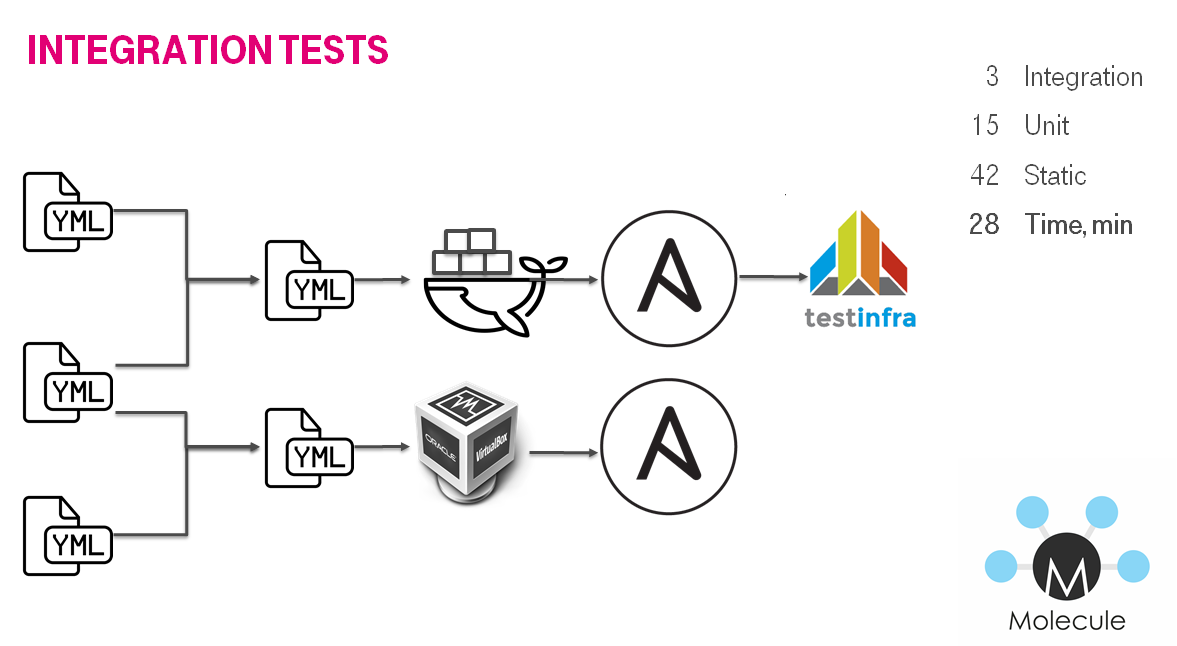 INTEGRATION TESTS
3 Integration
15 Unit
42 Static
28 Time, min
YML
YML
testinfra
YML
YML
ORACLE
VirtualBox
YML
M
Molecule